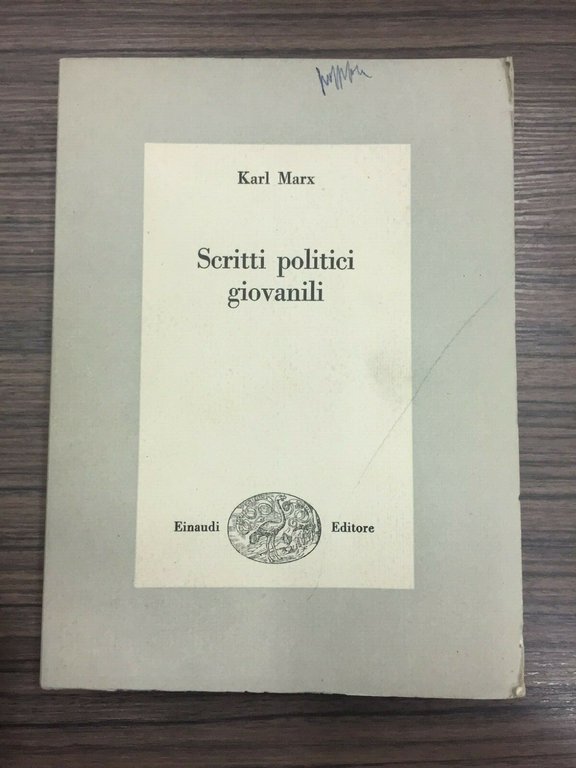 Karl Marx
Scritti politici
giovanili
Einaudi Editore